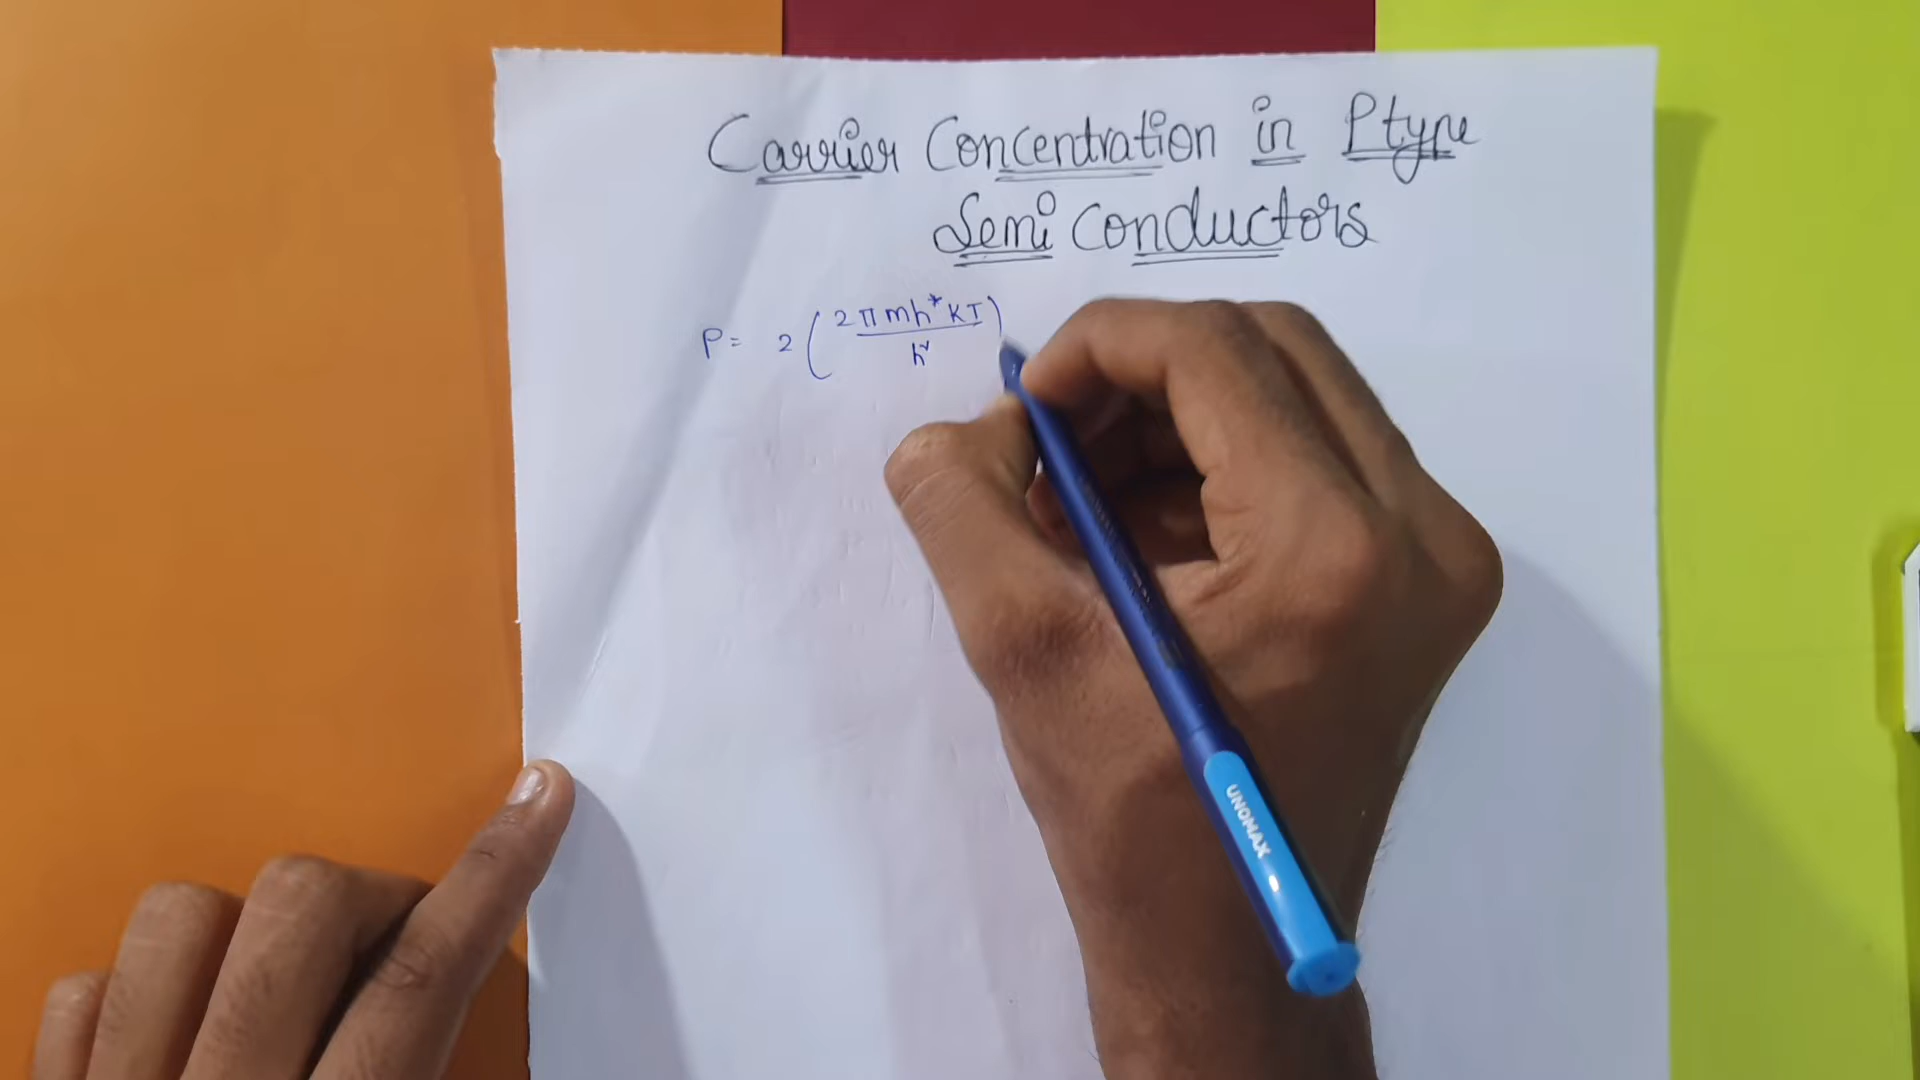 Carrier Concentration in P type
Semi Conductors
P = 2 ( 2πmh*KT / h² )
UNOMAX